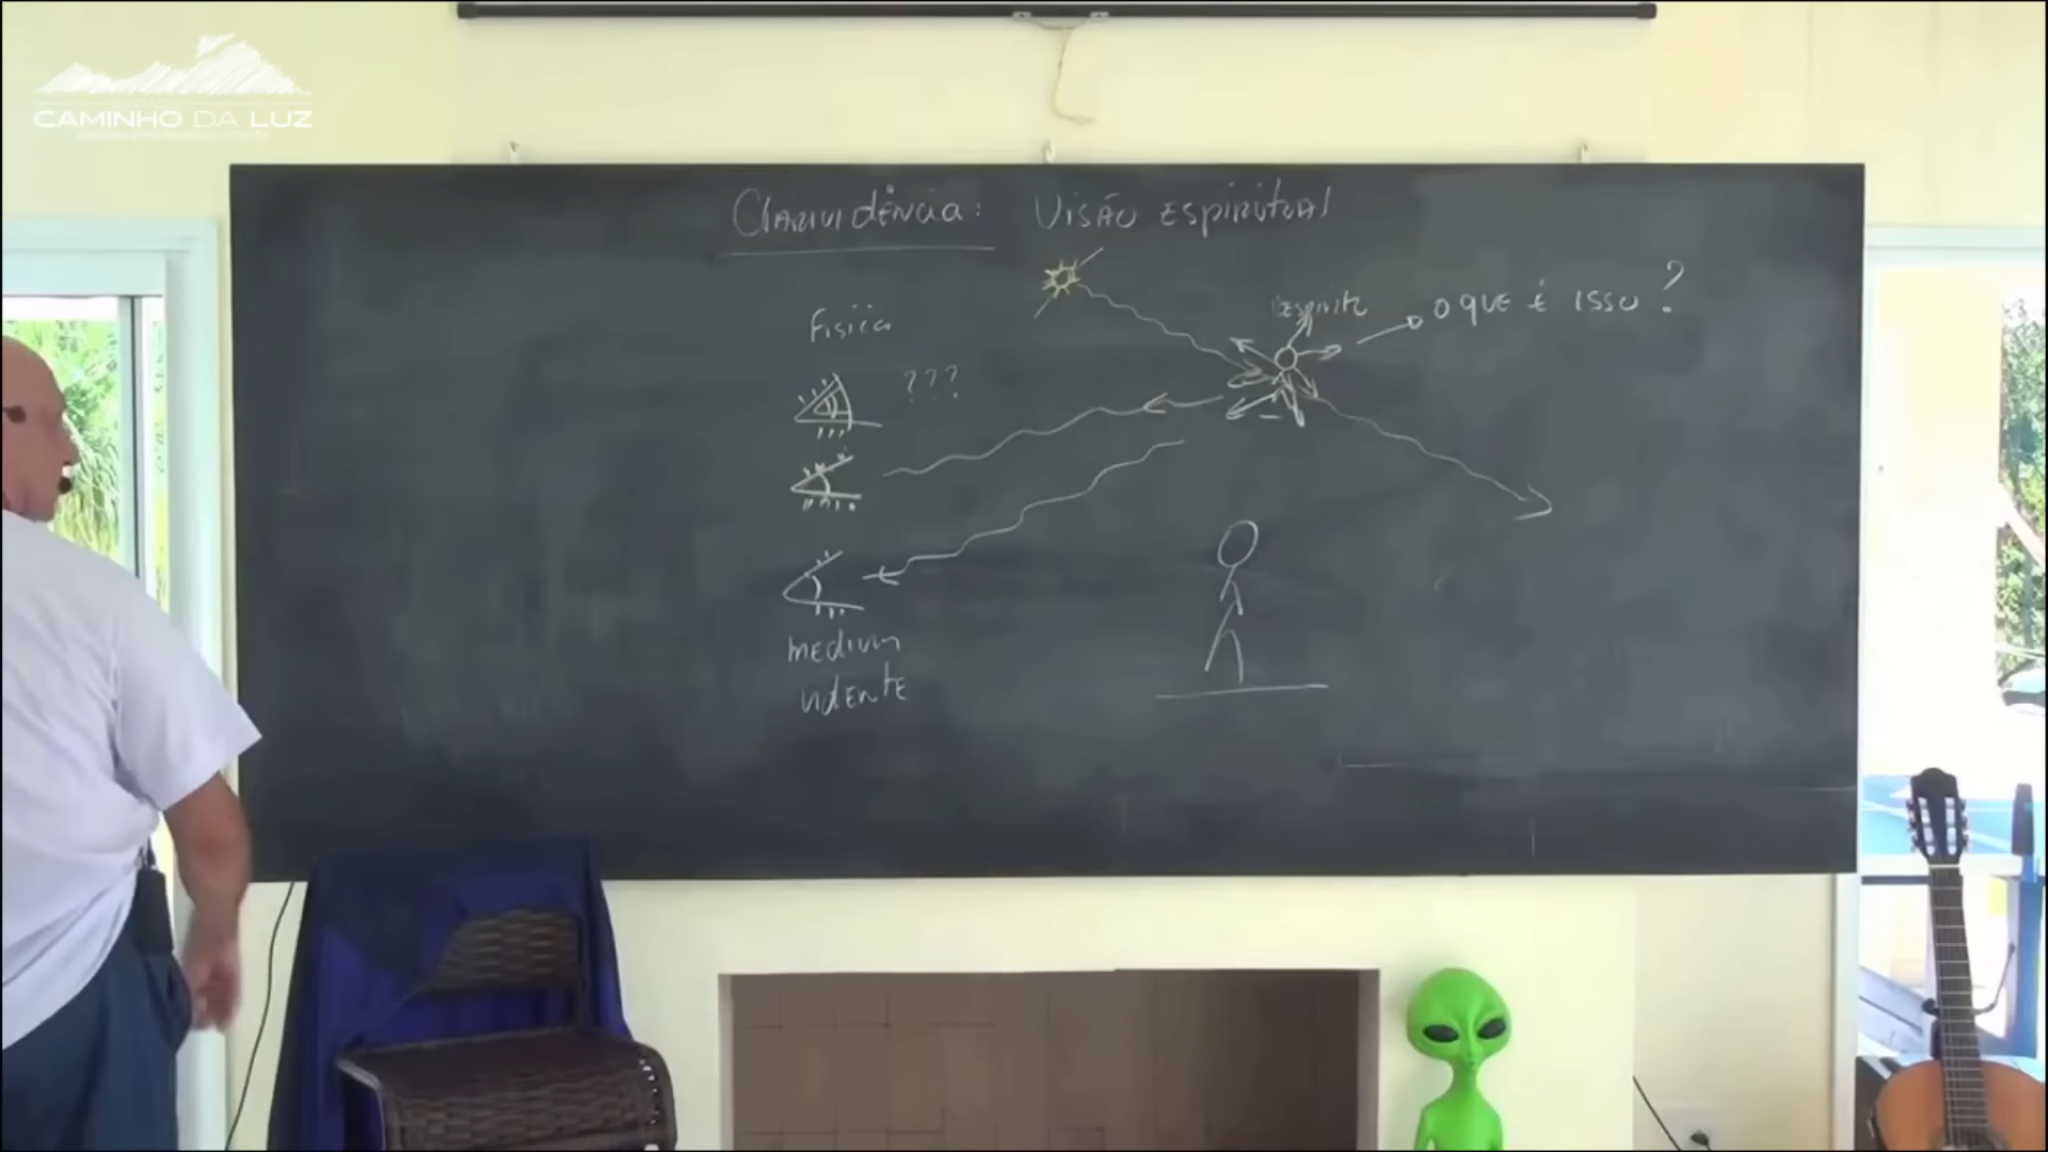 CAMINHO DA LUZ
Clarividência: Visão espiritual
Física
espírito
O que é isso?
???
medium
vidente